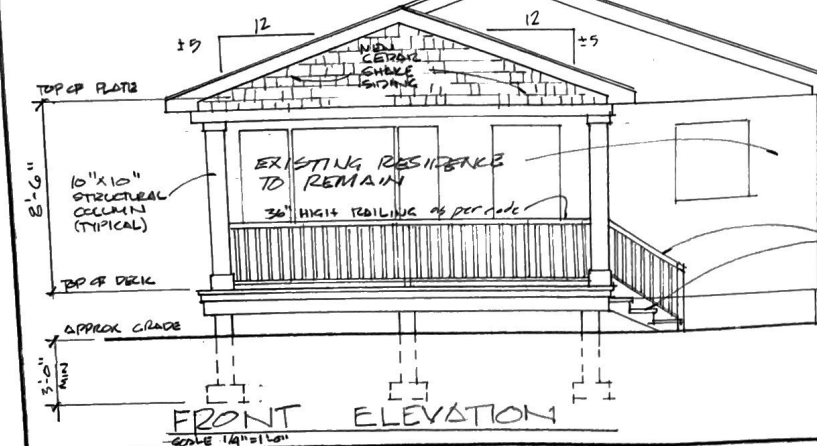 12
12
±5
±5
NEW
CEDAR
SHAKE
SIDING
TOP OF PLATE
EXISTING RESIDENCE
TO REMAIN
8'-6"
10"X10"
STRUCTURAL
COLUMN
(TYPICAL)
36" HIGH RAILING as per code
TOP OF DECK
APPROX GRADE
3'-0"
MIN
FRONT ELEVATION
SCALE 1/4"=1'-0"